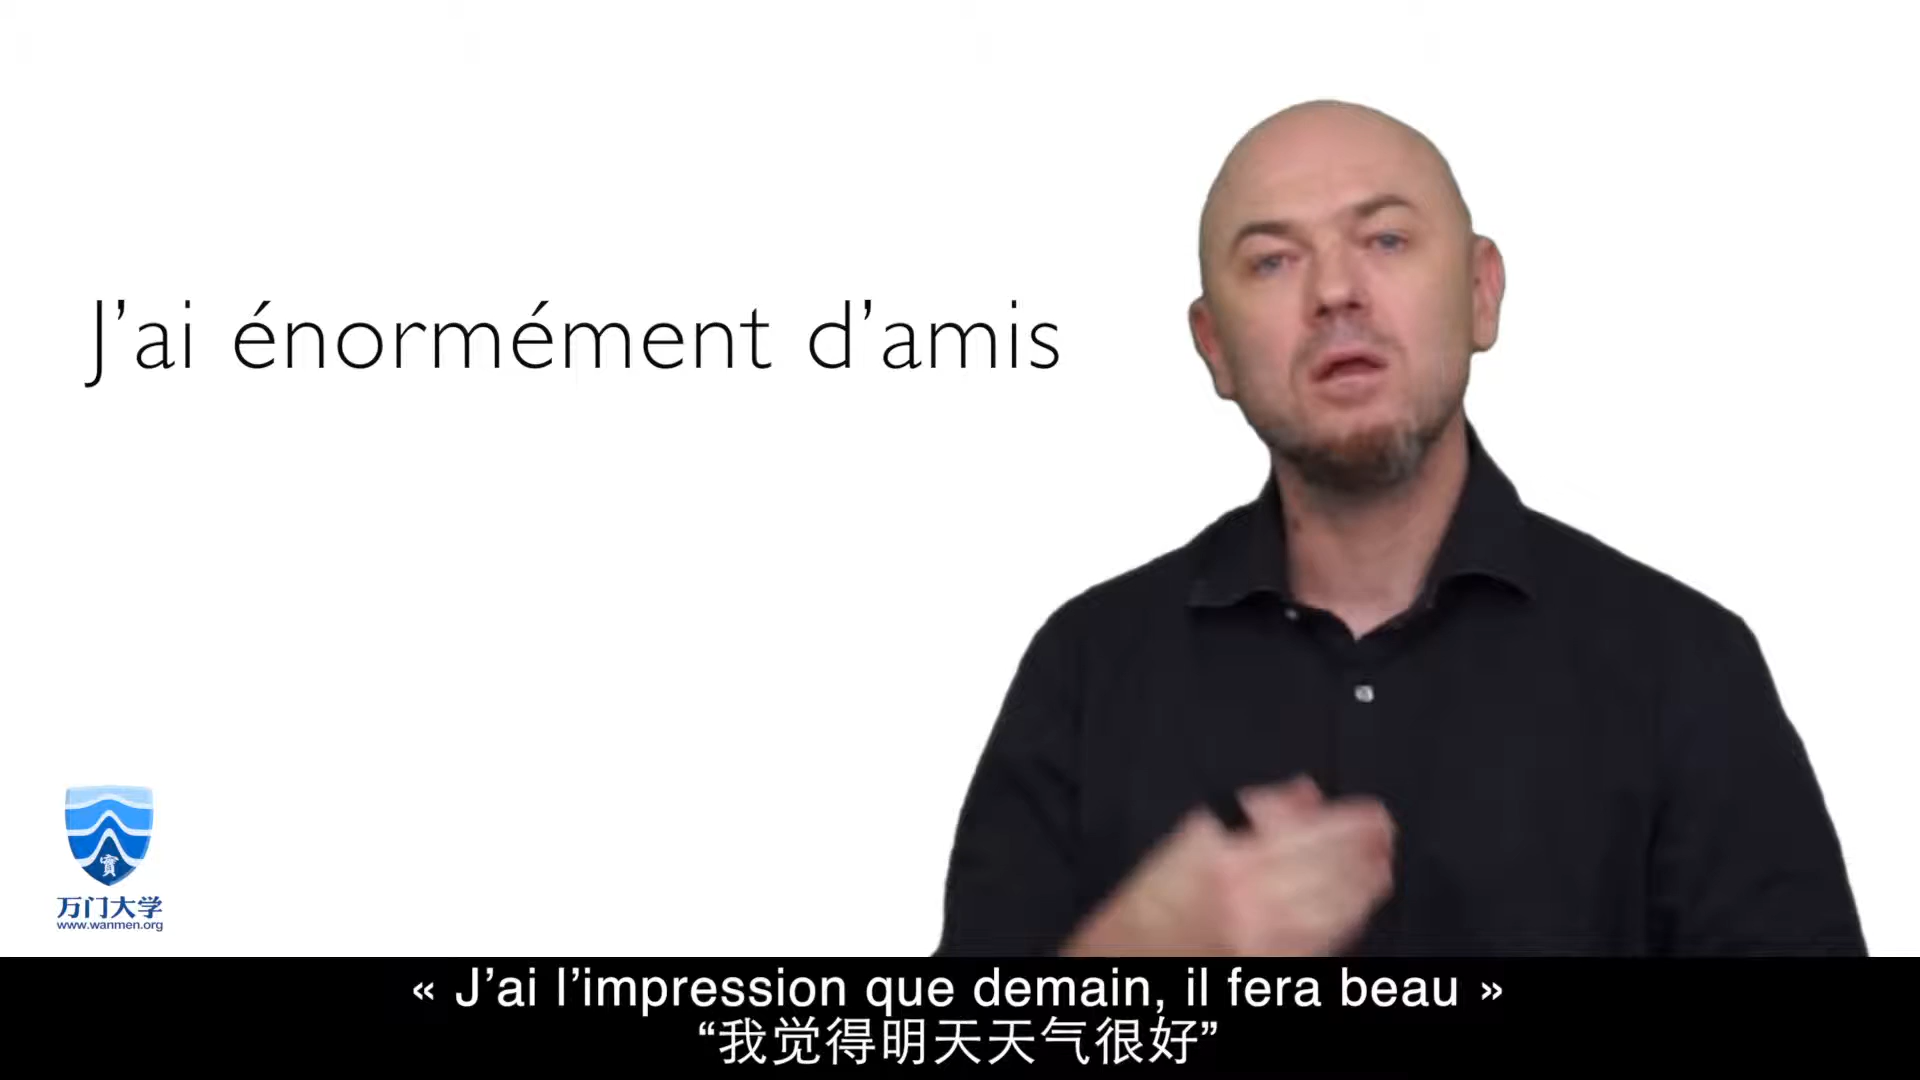 J’ai énormément d’amis
寳
万门大学
www.wanmen.org
« J’ai l’impression que demain, il fera beau »
“我觉得明天天气很好”